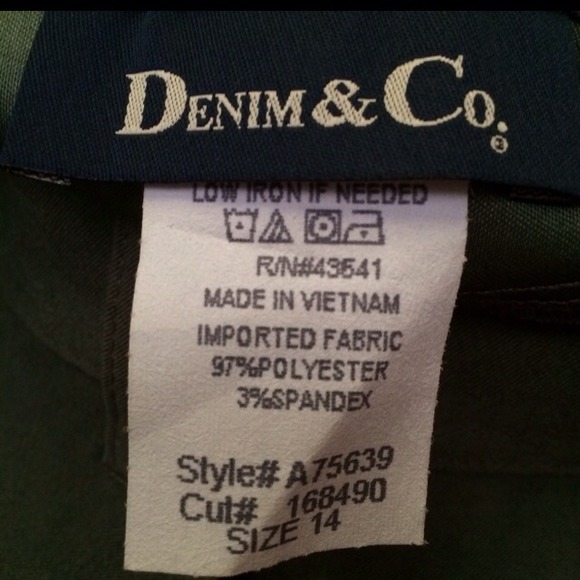 DENIM & Co.®
LOW IRON IF NEEDED
R/N#43541
MADE IN VIETNAM
IMPORTED FABRIC
97%POLYESTER
3%SPANDEX
Style# A75639
Cut# 168490
SIZE 14